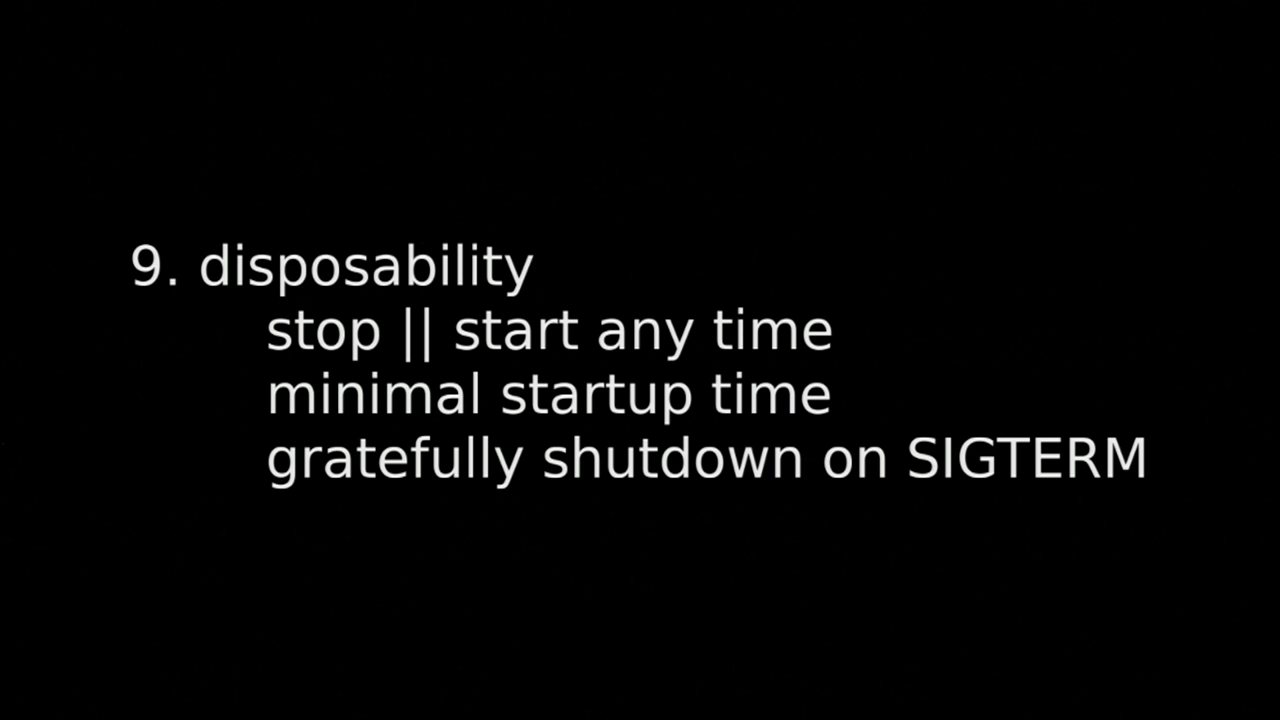 9. disposability
stop || start any time
minimal startup time
gratefully shutdown on SIGTERM